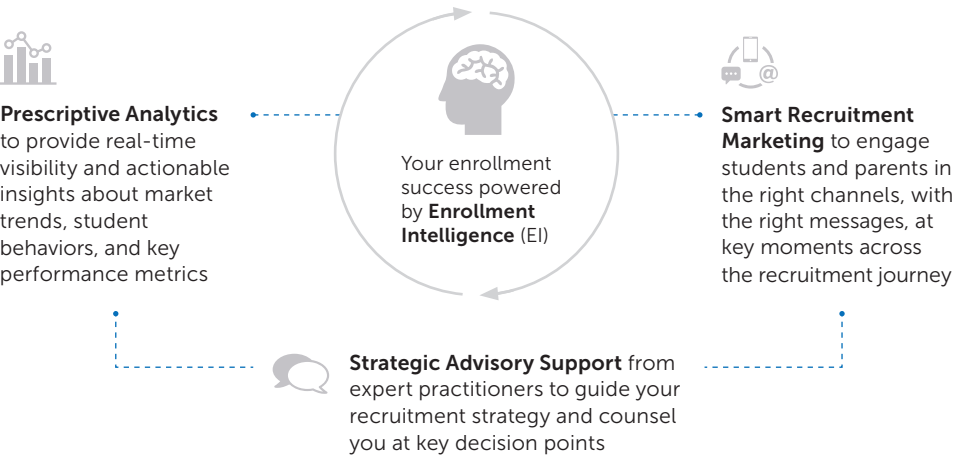 Prescriptive Analytics
to provide real-time
visibility and actionable
insights about market
trends, student
behaviors, and key
performance metrics
Your enrollment
success powered
by Enrollment
Intelligence (EI)
@
Smart Recruitment
Marketing to engage
students and parents in
the right channels, with
the right messages, at
key moments across
the recruitment journey
Strategic Advisory Support from
expert practitioners to guide your
recruitment strategy and counsel
you at key decision points